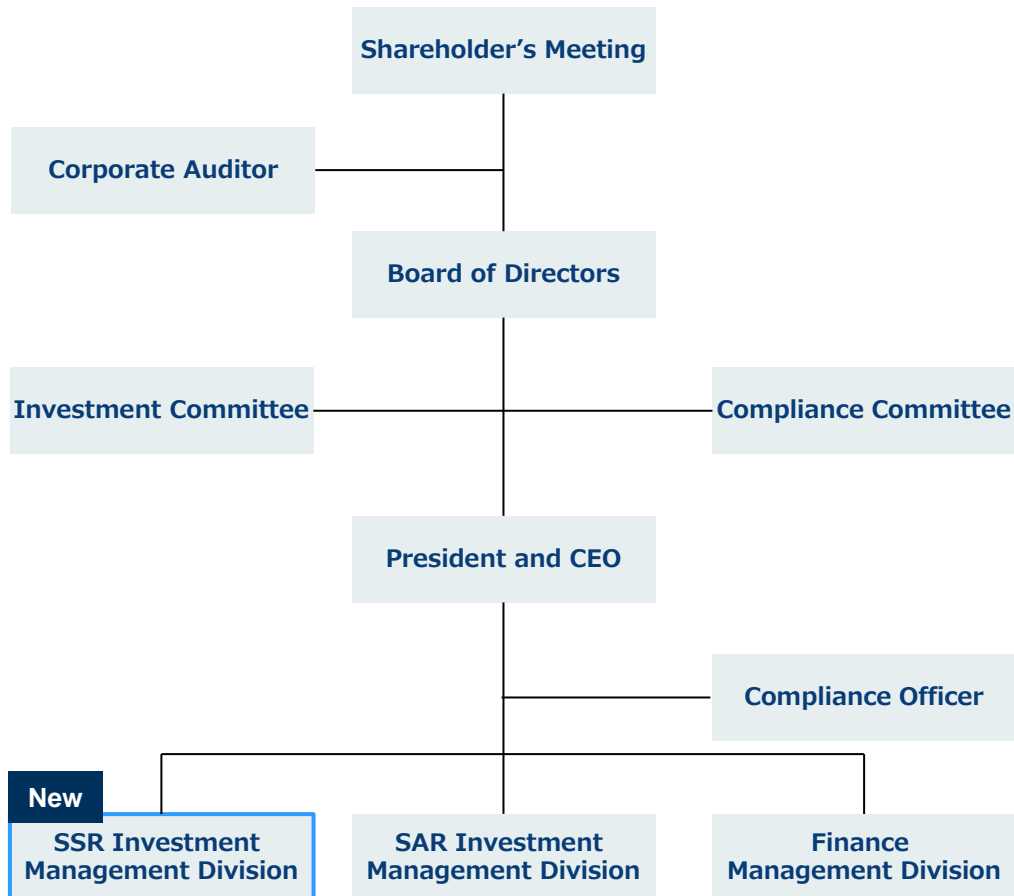 Shareholder’s Meeting
Corporate Auditor
Board of Directors
Investment Committee
Compliance Committee
President and CEO
Compliance Officer
New
SSR Investment
Management Division
SAR Investment
Management Division
Finance
Management Division